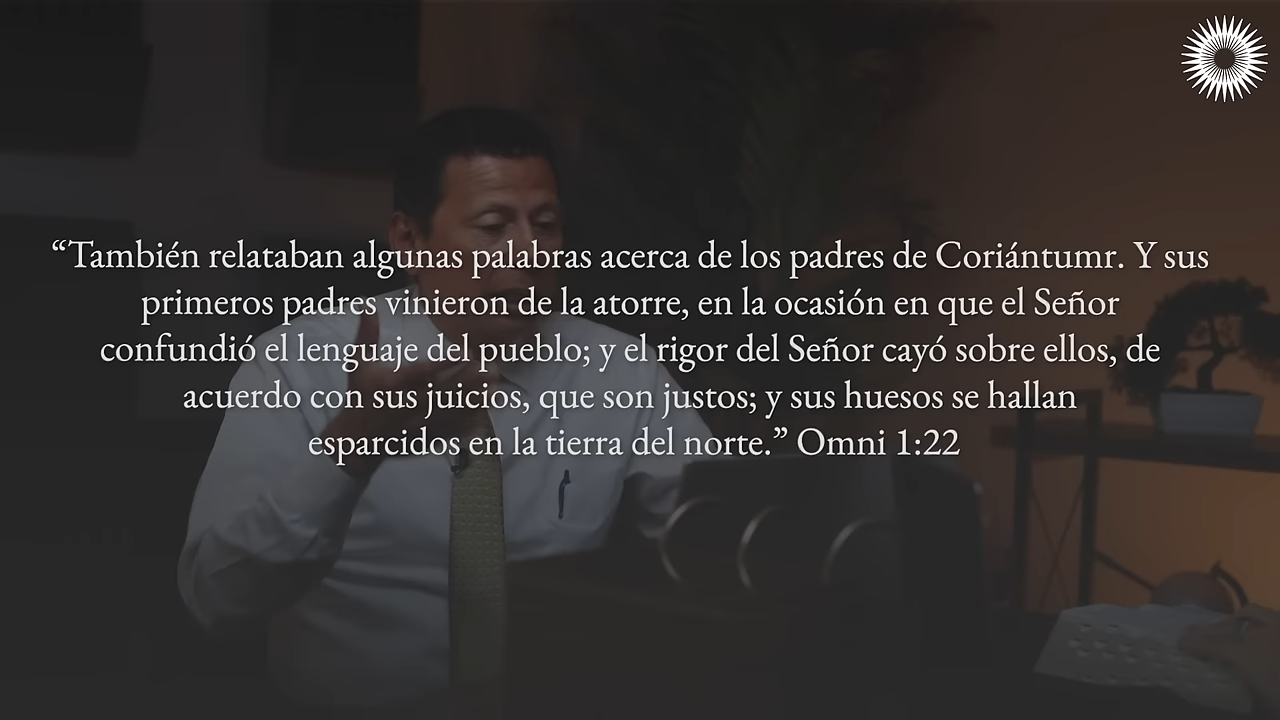 “También relataban algunas palabras acerca de los padres de Coriántumr. Y sus
primeros padres vinieron de la atorre, en la ocasión en que el Señor
confundió el lenguaje del pueblo; y el rigor del Señor cayó sobre ellos, de
acuerdo con sus juicios, que son justos; y sus huesos se hallan
esparcidos en la tierra del norte.” Omni 1:22